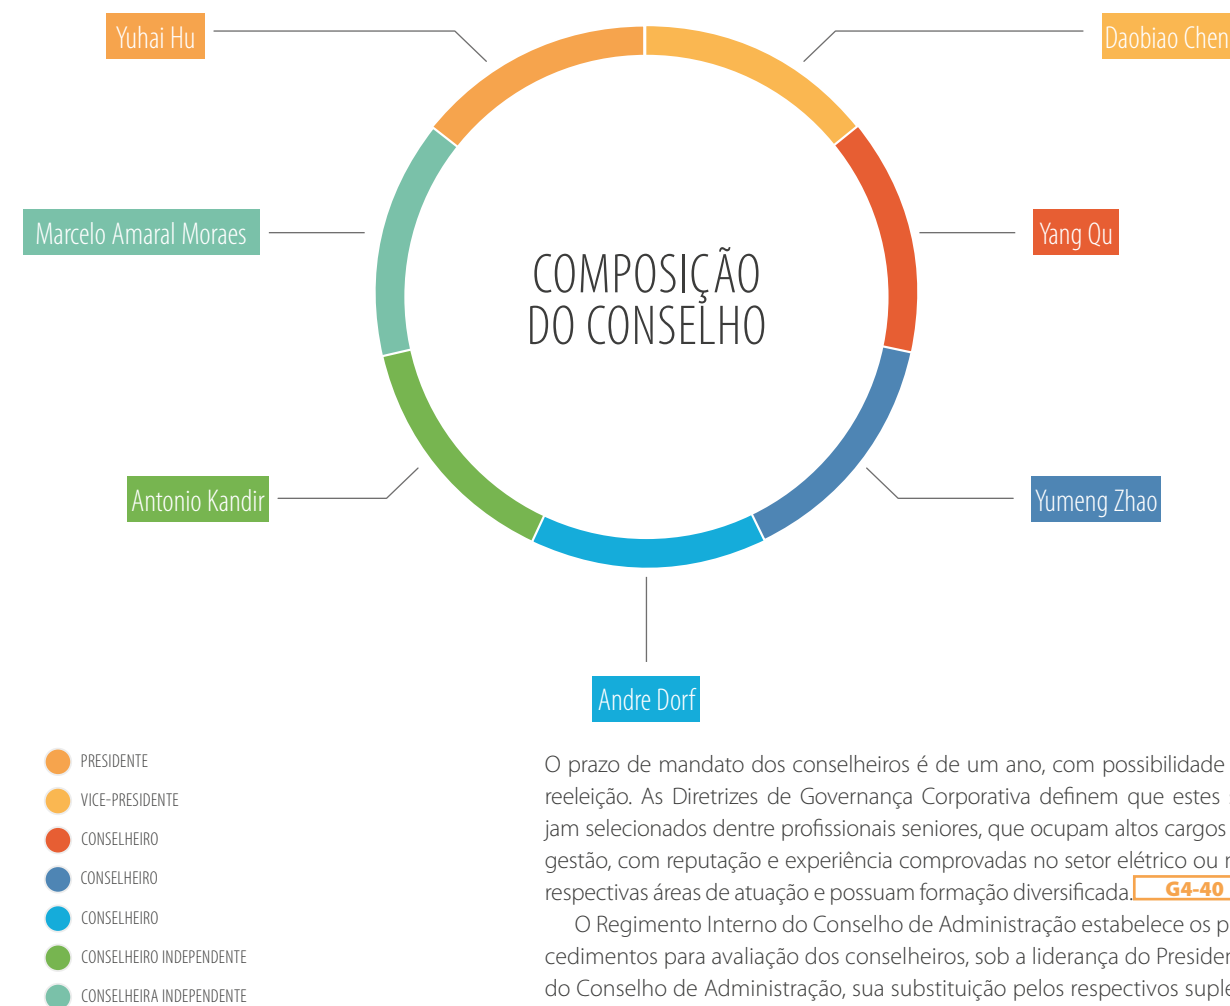 Yuhai Hu
Daobiao Chen
Marcelo Amaral Moraes
Yang Qu
COMPOSIÇÃO
DO CONSELHO
Antonio Kandir
Yumeng Zhao
Andre Dorf
PRESIDENTE
VICE-PRESIDENTE
CONSELHEIRO
CONSELHEIRO
CONSELHEIRO
CONSELHEIRO INDEPENDENTE
CONSELHEIRA INDEPENDENTE
O prazo de mandato dos conselheiros é de um ano, com possibilidade
reeleição. As Diretrizes de Governança Corporativa definem que estes
jam selecionados dentre profissionais seniores, que ocupam altos cargos
gestão, com reputação e experiência comprovadas no setor elétrico ou
respectivas áreas de atuação e possuam formação diversificada. G4-40
O Regimento Interno do Conselho de Administração estabelece os
cedimentos para avaliação dos conselheiros, sob a liderança do
do Conselho de Administração, sua substituição pelos respectivos